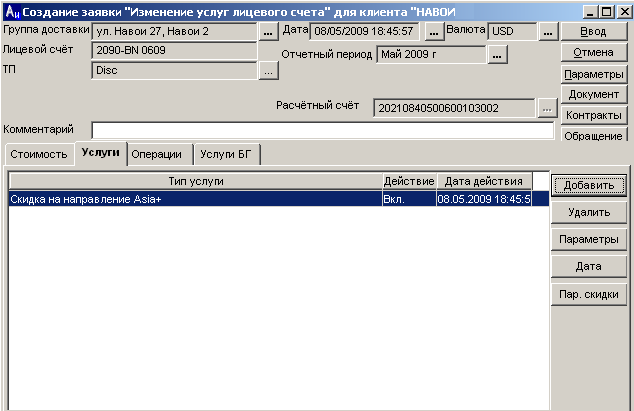 Создание заявки "Изменение услуг лицевого счета" для клиента "НАВОИ
Группа доставки ул. Навои 27, Навои 2 ... Дата 08/05/2009 18:45:57 ... Валюта USD ... Ввод
Лицевой счёт 2090-BN 0609 Отчетный период Май 2009 г ... Отмена
ТП Disc ... Параметры
Документ
Расчётный счёт 20210840500600103002 ... Контракты
Комментарий Обращение
Стоимость Услуги Операции Услуги БГ
Тип услуги Действие Дата действия Добавить
Скидка на направление Asia+ Вкл. 08.05.2009 18:45:5
Удалить
Параметры
Дата
Пар. скидки